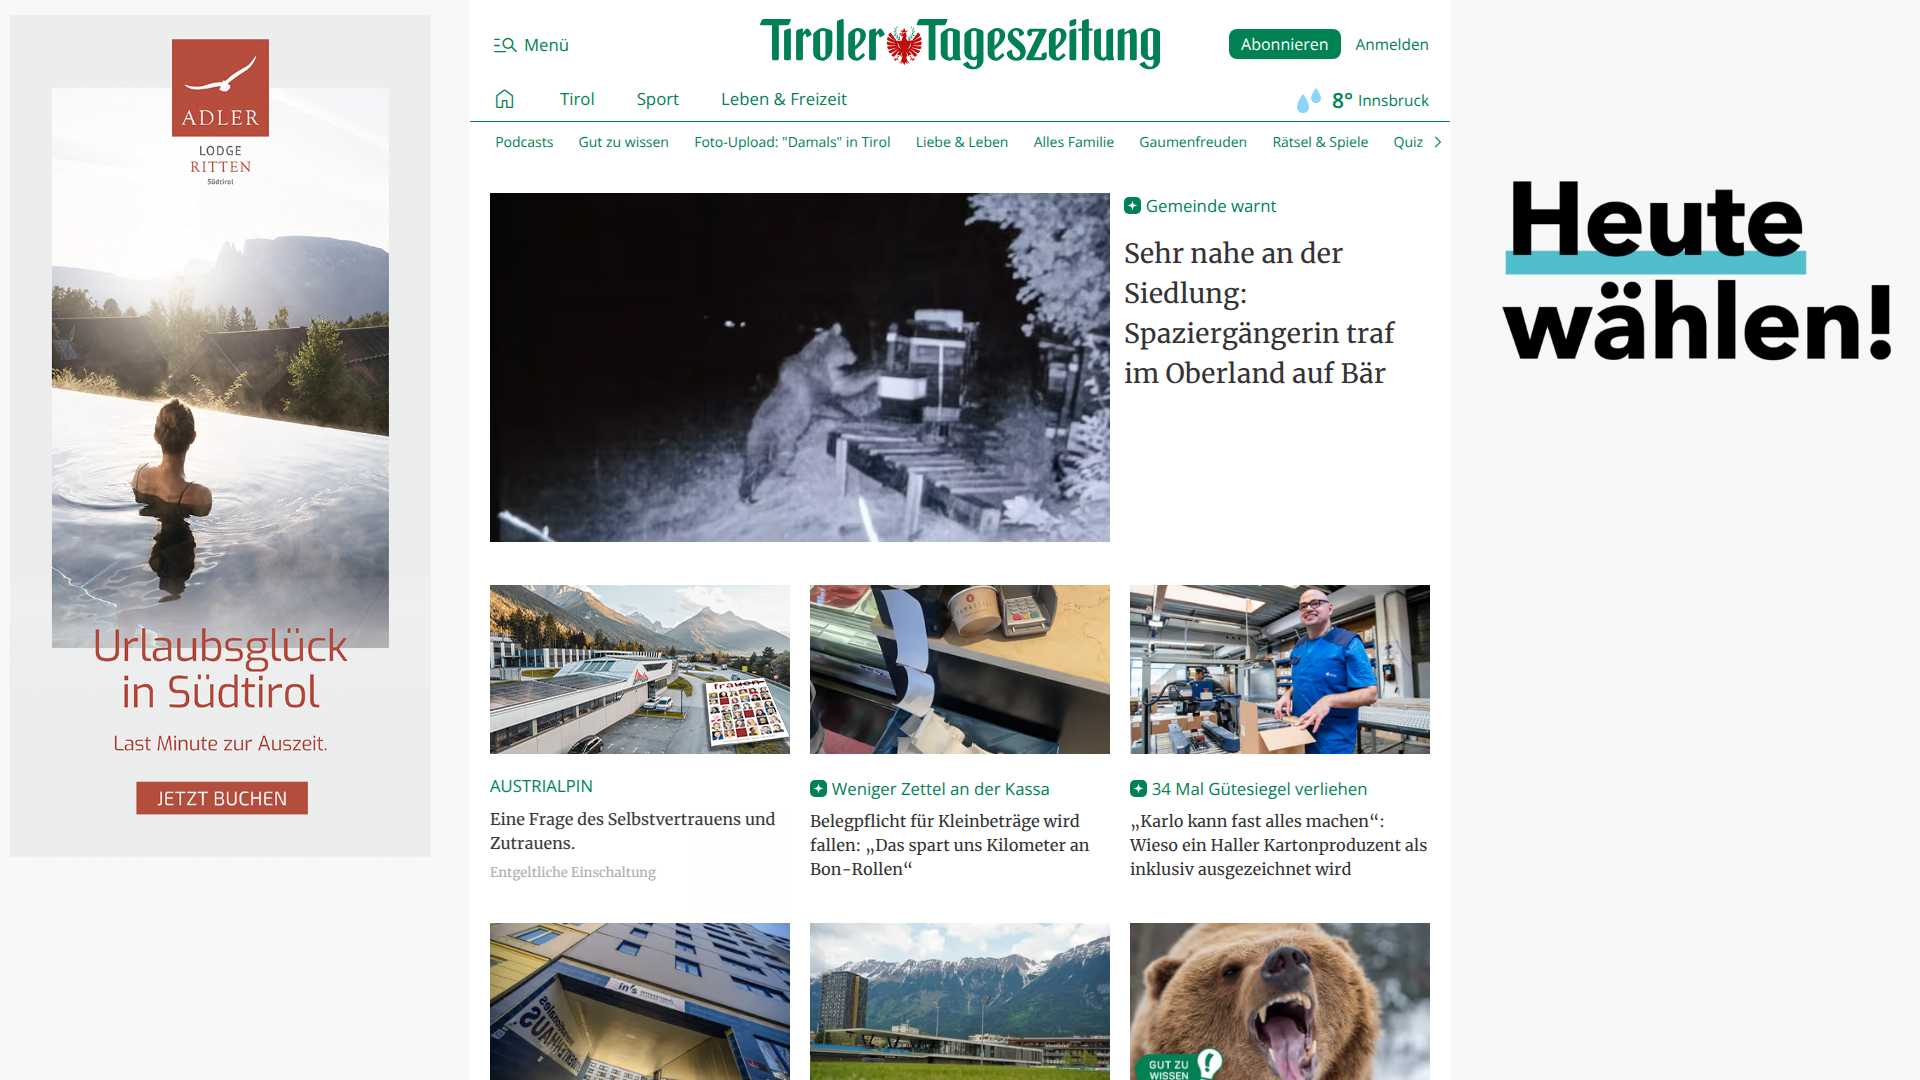 ADLER
LODGE
RITTEN
Südtirol
Urlaubsglück
in Südtirol
Last Minute zur Auszeit.
JETZT BUCHEN
Menü
Tiroler Tageszeitung
Abonnieren
Anmelden
Tirol
Sport
Leben & Freizeit
8° Innsbruck
Podcasts
Gut zu wissen
Foto-Upload: "Damals" in Tirol
Liebe & Leben
Alles Familie
Gaumenfreuden
Rätsel & Spiele
Quiz
Gemeinde warnt
Sehr nahe an der
Siedlung:
Spaziergängerin traf
im Oberland auf Bär
frauen
AUSTRIALPIN
Eine Frage des Selbstvertrauens und
Zutrauens.
Entgeltliche Einschaltung
Weniger Zettel an der Kassa
Belegpflicht für Kleinbeträge wird
fallen: „Das spart uns Kilometer an
Bon-Rollen“
34 Mal Gütesiegel verliehen
„Karlo kann fast alles machen“:
Wieso ein Haller Kartonproduzent als
inklusiv ausgezeichnet wird
in's
GUT ZU
WISSEN
Heute
wählen!